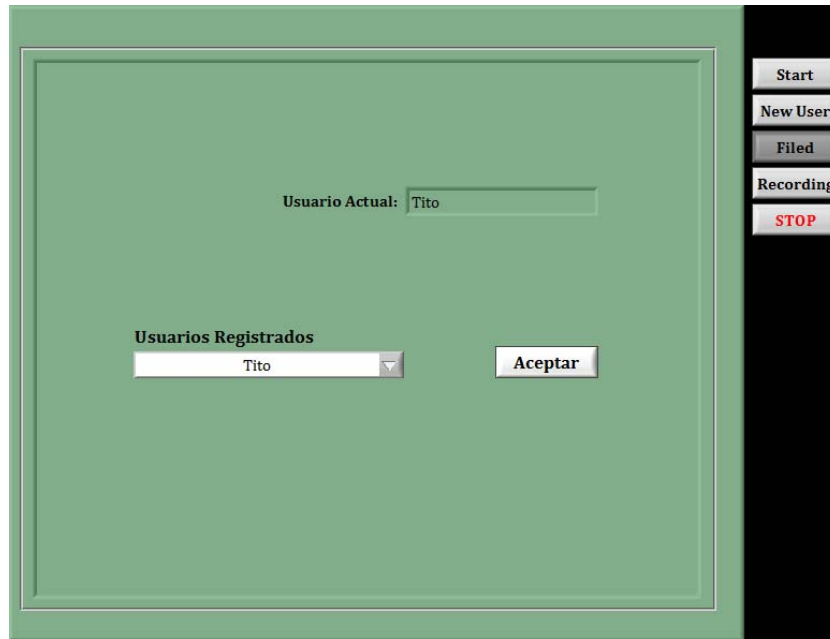 Usuario Actual: Tito
Usuarios Registrados
Tito
Aceptar
Start
New User
Filed
Recording
STOP